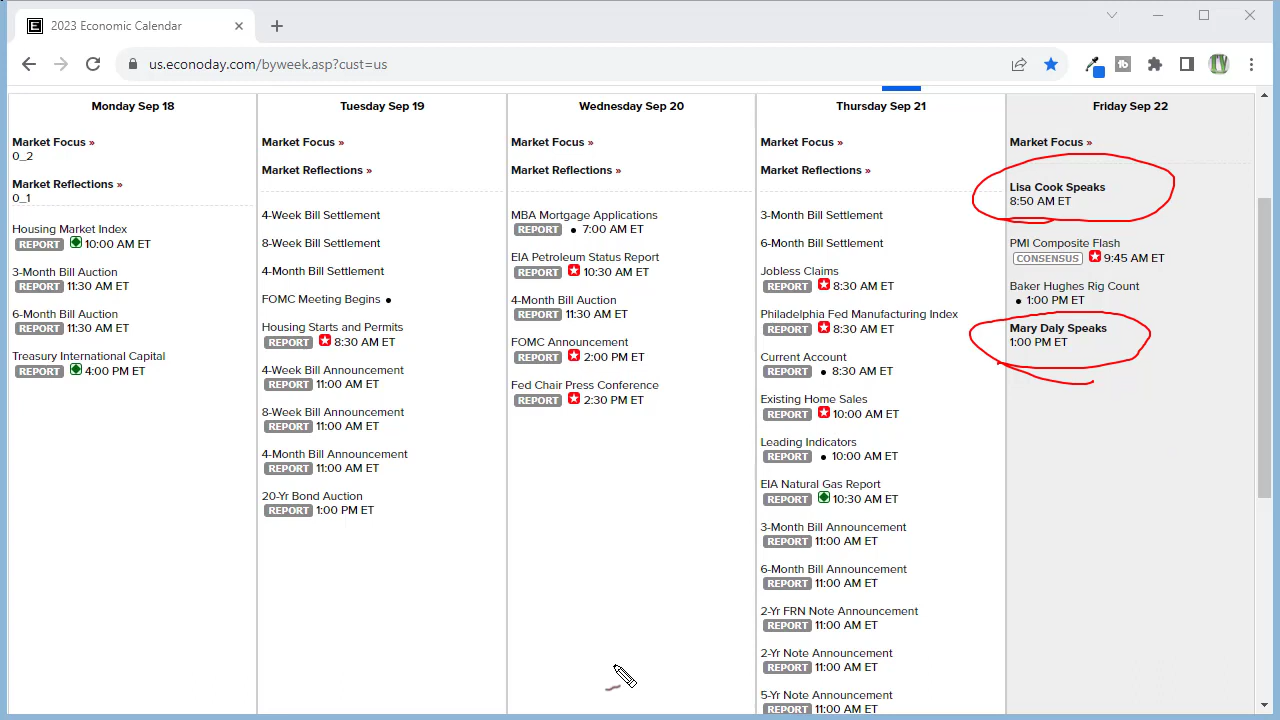 2023 Economic Calendar
us.econoday.com/byweek.asp?cust=us
Monday Sep 18
Market Focus »
0_2
Market Reflections »
0_1
Housing Market Index
REPORT 10:00 AM ET
3-Month Bill Auction
REPORT 11:30 AM ET
6-Month Bill Auction
REPORT 11:30 AM ET
Treasury International Capital
REPORT 4:00 PM ET
Tuesday Sep 19
Market Focus »
Market Reflections »
4-Week Bill Settlement
8-Week Bill Settlement
4-Month Bill Settlement
FOMC Meeting Begins
Housing Starts and Permits
REPORT 8:30 AM ET
4-Week Bill Announcement
REPORT 11:00 AM ET
8-Week Bill Announcement
REPORT 11:00 AM ET
4-Month Bill Announcement
REPORT 11:00 AM ET
20-Yr Bond Auction
REPORT 1:00 PM ET
Wednesday Sep 20
Market Focus »
Market Reflections »
MBA Mortgage Applications
REPORT 7:00 AM ET
EIA Petroleum Status Report
REPORT 10:30 AM ET
4-Month Bill Auction
REPORT 11:30 AM ET
FOMC Announcement
REPORT 2:00 PM ET
Fed Chair Press Conference
REPORT 2:30 PM ET
Thursday Sep 21
Market Focus »
Market Reflections »
3-Month Bill Settlement
6-Month Bill Settlement
Jobless Claims
REPORT 8:30 AM ET
Philadelphia Fed Manufacturing Index
REPORT 8:30 AM ET
Current Account
REPORT 8:30 AM ET
Existing Home Sales
REPORT 10:00 AM ET
Leading Indicators
REPORT 10:00 AM ET
EIA Natural Gas Report
REPORT 10:30 AM ET
3-Month Bill Announcement
REPORT 11:00 AM ET
6-Month Bill Announcement
REPORT 11:00 AM ET
2-Yr FRN Note Announcement
REPORT 11:00 AM ET
2-Yr Note Announcement
REPORT 11:00 AM ET
5-Yr Note Announcement
REPORT 11:00 AM ET
Friday Sep 22
Market Focus »
Lisa Cook Speaks
8:50 AM ET
PMI Composite Flash
CONSENSUS 9:45 AM ET
Baker Hughes Rig Count
1:00 PM ET
Mary Daly Speaks
1:00 PM ET